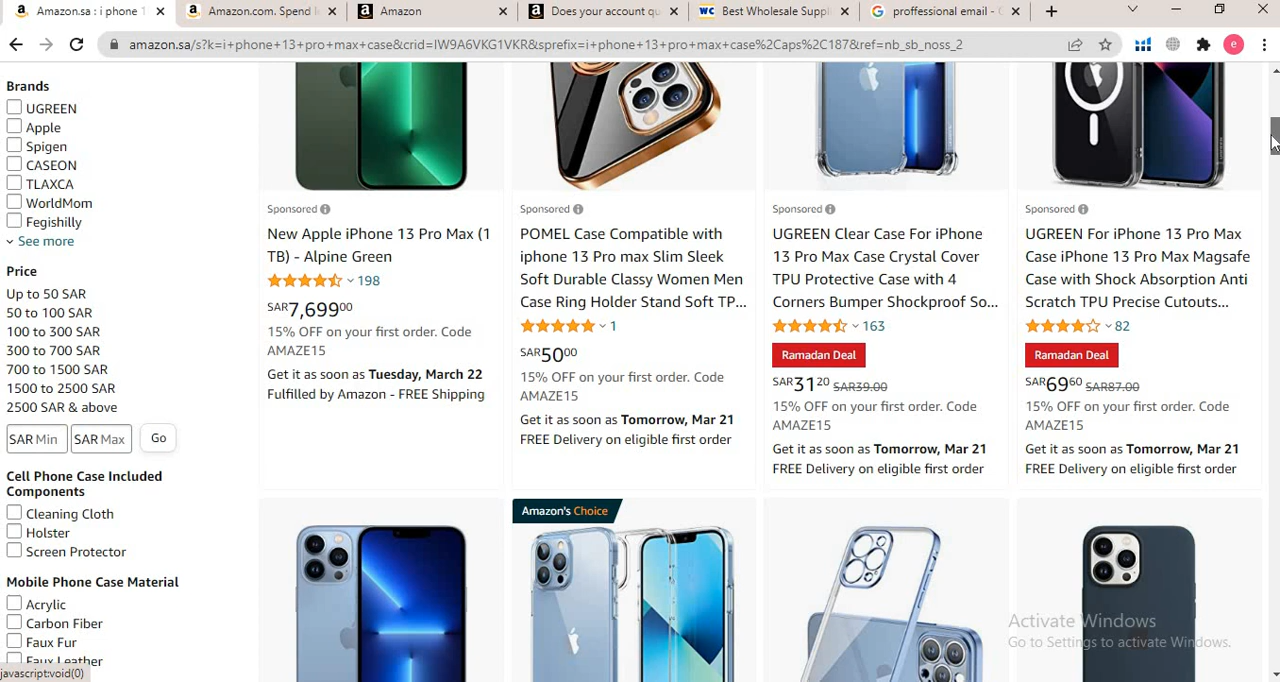 Amazon.sa : i phone 1
Amazon.com. Spend l
Amazon
Does your account qu
WC Best Wholesale Suppli
proffessional email - G
amazon.sa/s?k=i+phone+13+pro+max+case&crid=IW9A6VKG1VKR&sprefix=i+phone+13+pro+max+case%2Caps%2C187&ref=nb_sb_noss_2
e
Brands
UGREEN
Apple
Spigen
CASEON
TLAXCA
WorldMom
Fegishilly
See more
Price
Up to 50 SAR
50 to 100 SAR
100 to 300 SAR
300 to 700 SAR
700 to 1500 SAR
1500 to 2500 SAR
2500 SAR & above
SAR Min
SAR Max
Go
Cell Phone Case Included
Components
Cleaning Cloth
Holster
Screen Protector
Mobile Phone Case Material
Acrylic
Carbon Fiber
Faux Fur
Faux Leather
javascript:void(0)
Sponsored
New Apple iPhone 13 Pro Max (1
TB) - Alpine Green
198
SAR7,69900
15% OFF on your first order. Code
AMAZE15
Get it as soon as Tuesday, March 22
Fulfilled by Amazon - FREE Shipping
Sponsored
POMEL Case Compatible with
iphone 13 Pro max Slim Sleek
Soft Durable Classy Women Men
Case Ring Holder Stand Soft TP...
1
SAR5000
15% OFF on your first order. Code
AMAZE15
Get it as soon as Tomorrow, Mar 21
FREE Delivery on eligible first order
Sponsored
UGREEN Clear Case For iPhone
13 Pro Max Case Crystal Cover
TPU Protective Case with 4
Corners Bumper Shockproof So...
163
Ramadan Deal
SAR3120 SAR39.00
15% OFF on your first order. Code
AMAZE15
Get it as soon as Tomorrow, Mar 21
FREE Delivery on eligible first order
Sponsored
UGREEN For iPhone 13 Pro Max
Case iPhone 13 Pro Max Magsafe
Case with Shock Absorption Anti
Scratch TPU Precise Cutouts...
82
Ramadan Deal
SAR6960 SAR87.00
15% OFF on your first order. Code
AMAZE15
Get it as soon as Tomorrow, Mar 21
FREE Delivery on eligible first order
Amazon's Choice
Activate Windows
Go to Settings to activate Windows.